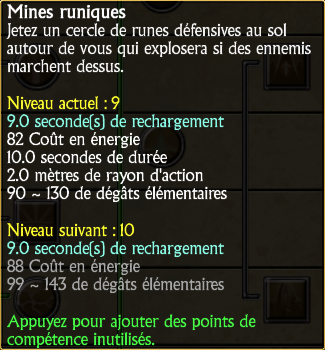 Mines runiques
Jetez un cercle de runes défensives au sol
autour de vous qui explosera si des ennemis
marchent dessus.
Niveau actuel : 9
9.0 seconde(s) de rechargement
82 Coût en énergie
10.0 secondes de durée
2.0 mètres de rayon d'action
90 ~ 130 de dégâts élémentaires
Niveau suivant : 10
9.0 seconde(s) de rechargement
88 Coût en énergie
99 ~ 143 de dégâts élémentaires
Appuyez pour ajouter des points de
compétence inutilisés.